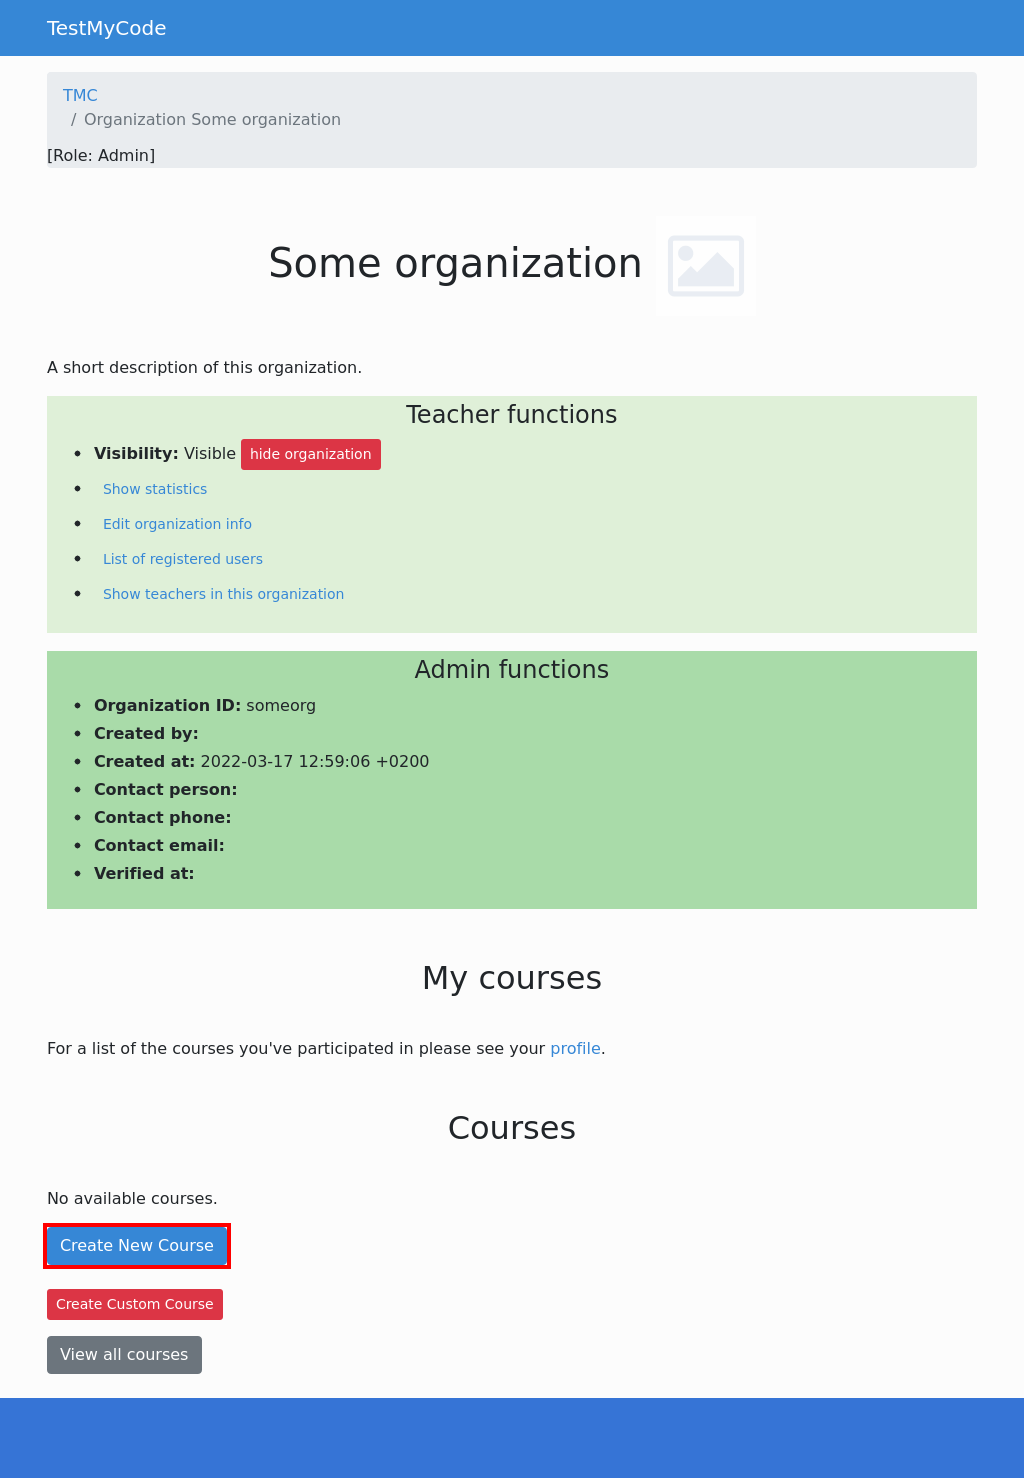 TestMyCode
TMC
/ Organization Some organization
[Role: Admin]
Some organization
A short description of this organization.
Teacher functions
• Visibility: Visible hide organization
• Show statistics
• Edit organization info
• List of registered users
• Show teachers in this organization
Admin functions
• Organization ID: someorg
• Created by:
• Created at: 2022-03-17 12:59:06 +0200
• Contact person:
• Contact phone:
• Contact email:
• Verified at:
My courses
For a list of the courses you've participated in please see your profile.
Courses
No available courses.
Create New Course
Create Custom Course
View all courses